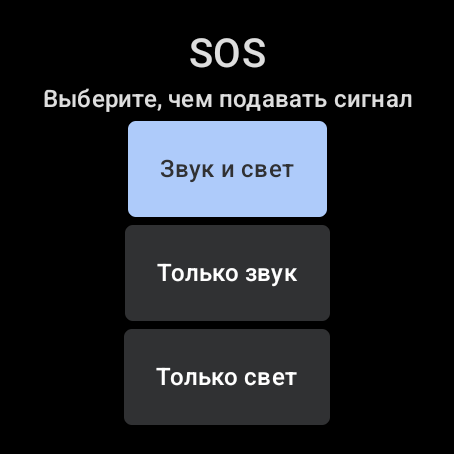 SOS
Выберите, чем подавать сигнал
Звук и свет
Только звук
Только свет